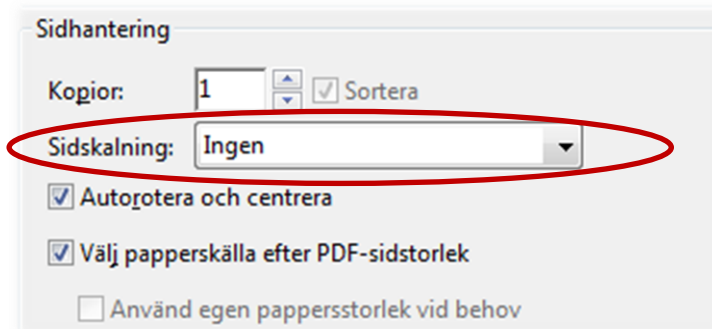 Sidhantering
Kopior: 1 Sortera
Sidskalning: Ingen
Autorotera och centrera
Välj papperskälla efter PDF-sidstorlek
Använd egen pappersstorlek vid behov